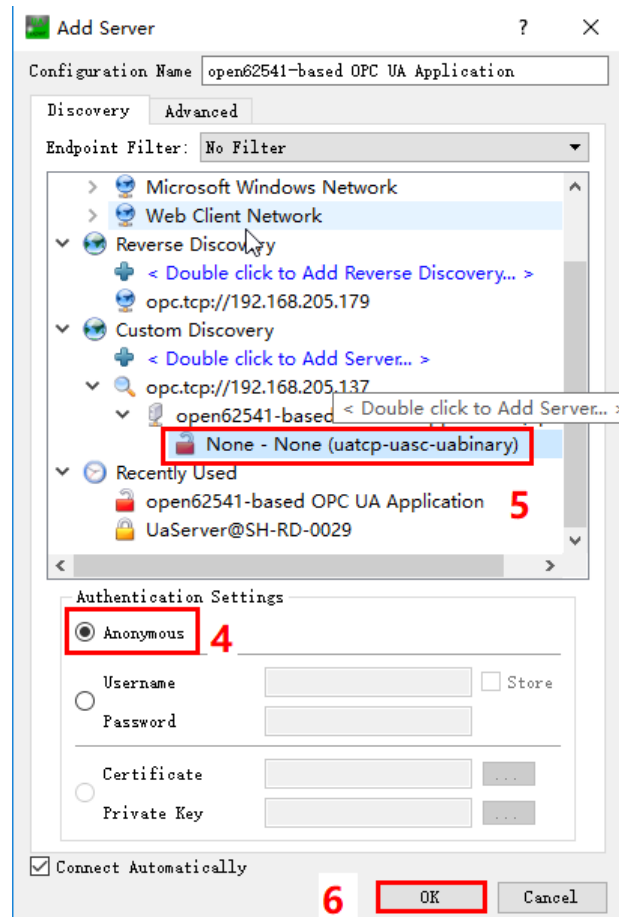 Add Server ? ×
Configuration Name open62541-based OPC UA Application
Discovery Advanced
Endpoint Filter: No Filter
Microsoft Windows Network
Web Client Network
Reverse Discovery
< Double click to Add Reverse Discovery... >
opc.tcp://192.168.205.179
Custom Discovery
< Double click to Add Server... >
opc.tcp://192.168.205.137
open62541-based
< Double click to Add Server... >
None - None (uatcp-uasc-uabinary)
Recently Used
open62541-based OPC UA Application
5
UaServer@SH-RD-0029
Authentication Settings
Anonymous 4
Username Store
Password
Certificate ...
Private Key ...
Connect Automatically
6 OK Cancel